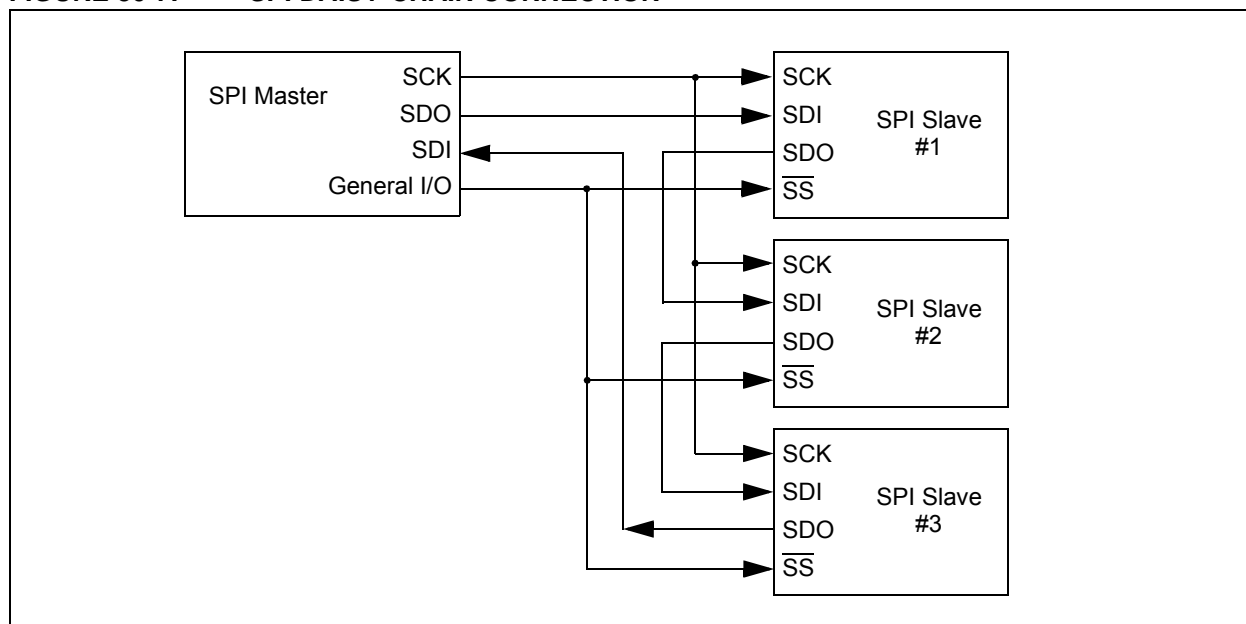 SPI Master
SCK
SDO
SDI
General I/O
SCK
SDI
SDO
SS
SPI Slave
#1
SCK
SDI
SDO
SS
SPI Slave
#2
SCK
SDI
SDO
SS
SPI Slave
#3